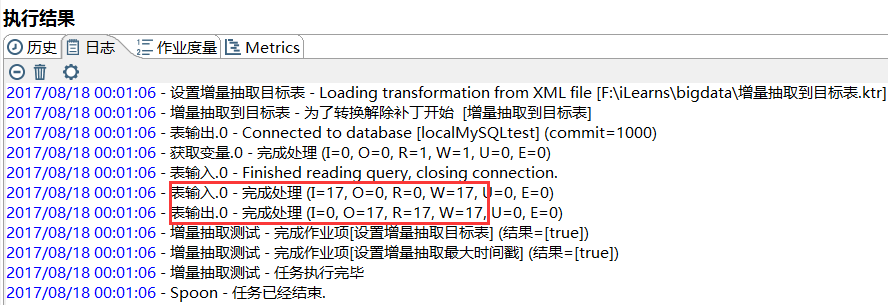 执行结果
历史 日志 作业度量 Metrics
2017/08/18 00:01:06 - 设置增量抽取目标表 - Loading transformation from XML file [F:\iLearns\bigdata\增量抽取到目标表.ktr]
2017/08/18 00:01:06 - 增量抽取到目标表 - 为了转换解除补丁开始  [增量抽取到目标表]
2017/08/18 00:01:06 - 表输出.0 - Connected to database [localMySQLtest] (commit=1000)
2017/08/18 00:01:06 - 获取变量.0 - 完成处理 (I=0, O=0, R=1, W=1, U=0, E=0)
2017/08/18 00:01:06 - 表输入.0 - Finished reading query, closing connection.
2017/08/18 00:01:06 - 表输入.0 - 完成处理 (I=17, O=0, R=0, W=17, U=0, E=0)
2017/08/18 00:01:06 - 表输出.0 - 完成处理 (I=0, O=17, R=17, W=17, U=0, E=0)
2017/08/18 00:01:06 - 增量抽取测试 - 完成作业项[设置增量抽取目标表] (结果=[true])
2017/08/18 00:01:06 - 增量抽取测试 - 完成作业项[设置增量抽取最大时间戳] (结果=[true])
2017/08/18 00:01:06 - 增量抽取测试 - 任务执行完毕
2017/08/18 00:01:06 - Spoon - 任务已经结束.